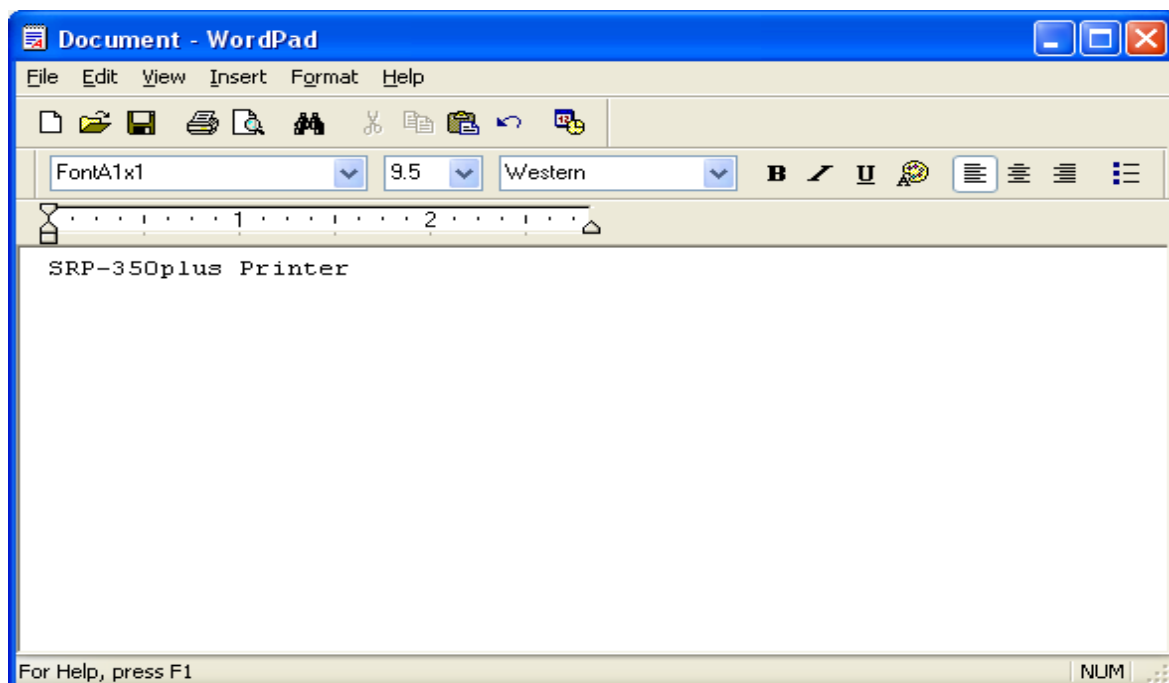 Document - WordPad
File Edit View Insert Format Help
FontA1x1 9.5 Western B U
1 2
SRP-350plus Printer
For Help, press F1 NUM